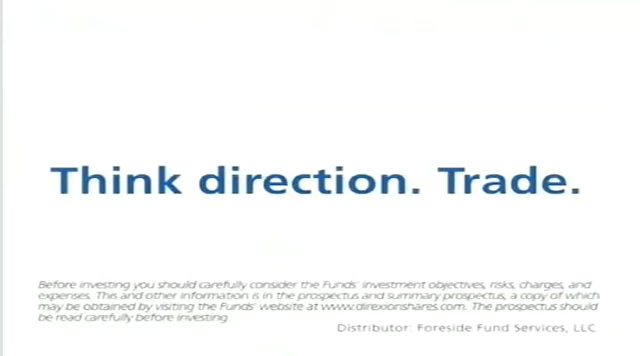 Think direction. Trade.
Before investing you should carefully consider the Funds' investment objectives, risks, charges, and
expenses. This and other information is in the prospectus and summary prospectus, a copy of which
may be obtained by visiting the Funds' website at www.direxionshares.com. The prospectus should
be read carefully before investing
Distributor: Foreside Fund Services, LLC